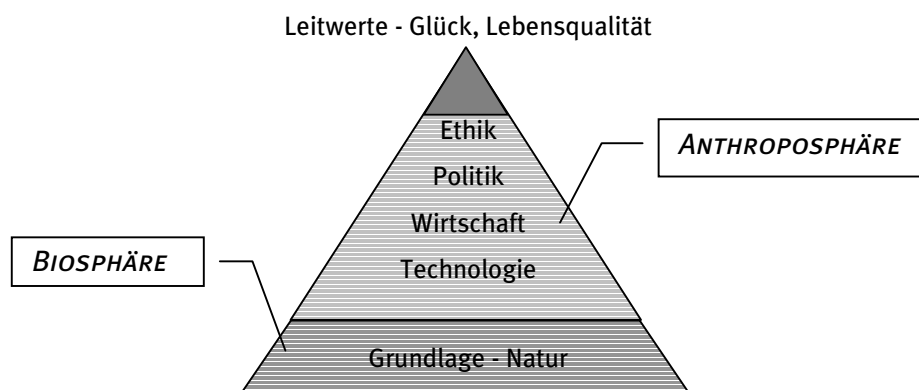 Leitwerte - Glück, Lebensqualität
Ethik
ANTHROPOSPHÄRE
Politik
Wirtschaft
BIOSPHÄRE
Technologie
Grundlage - Natur